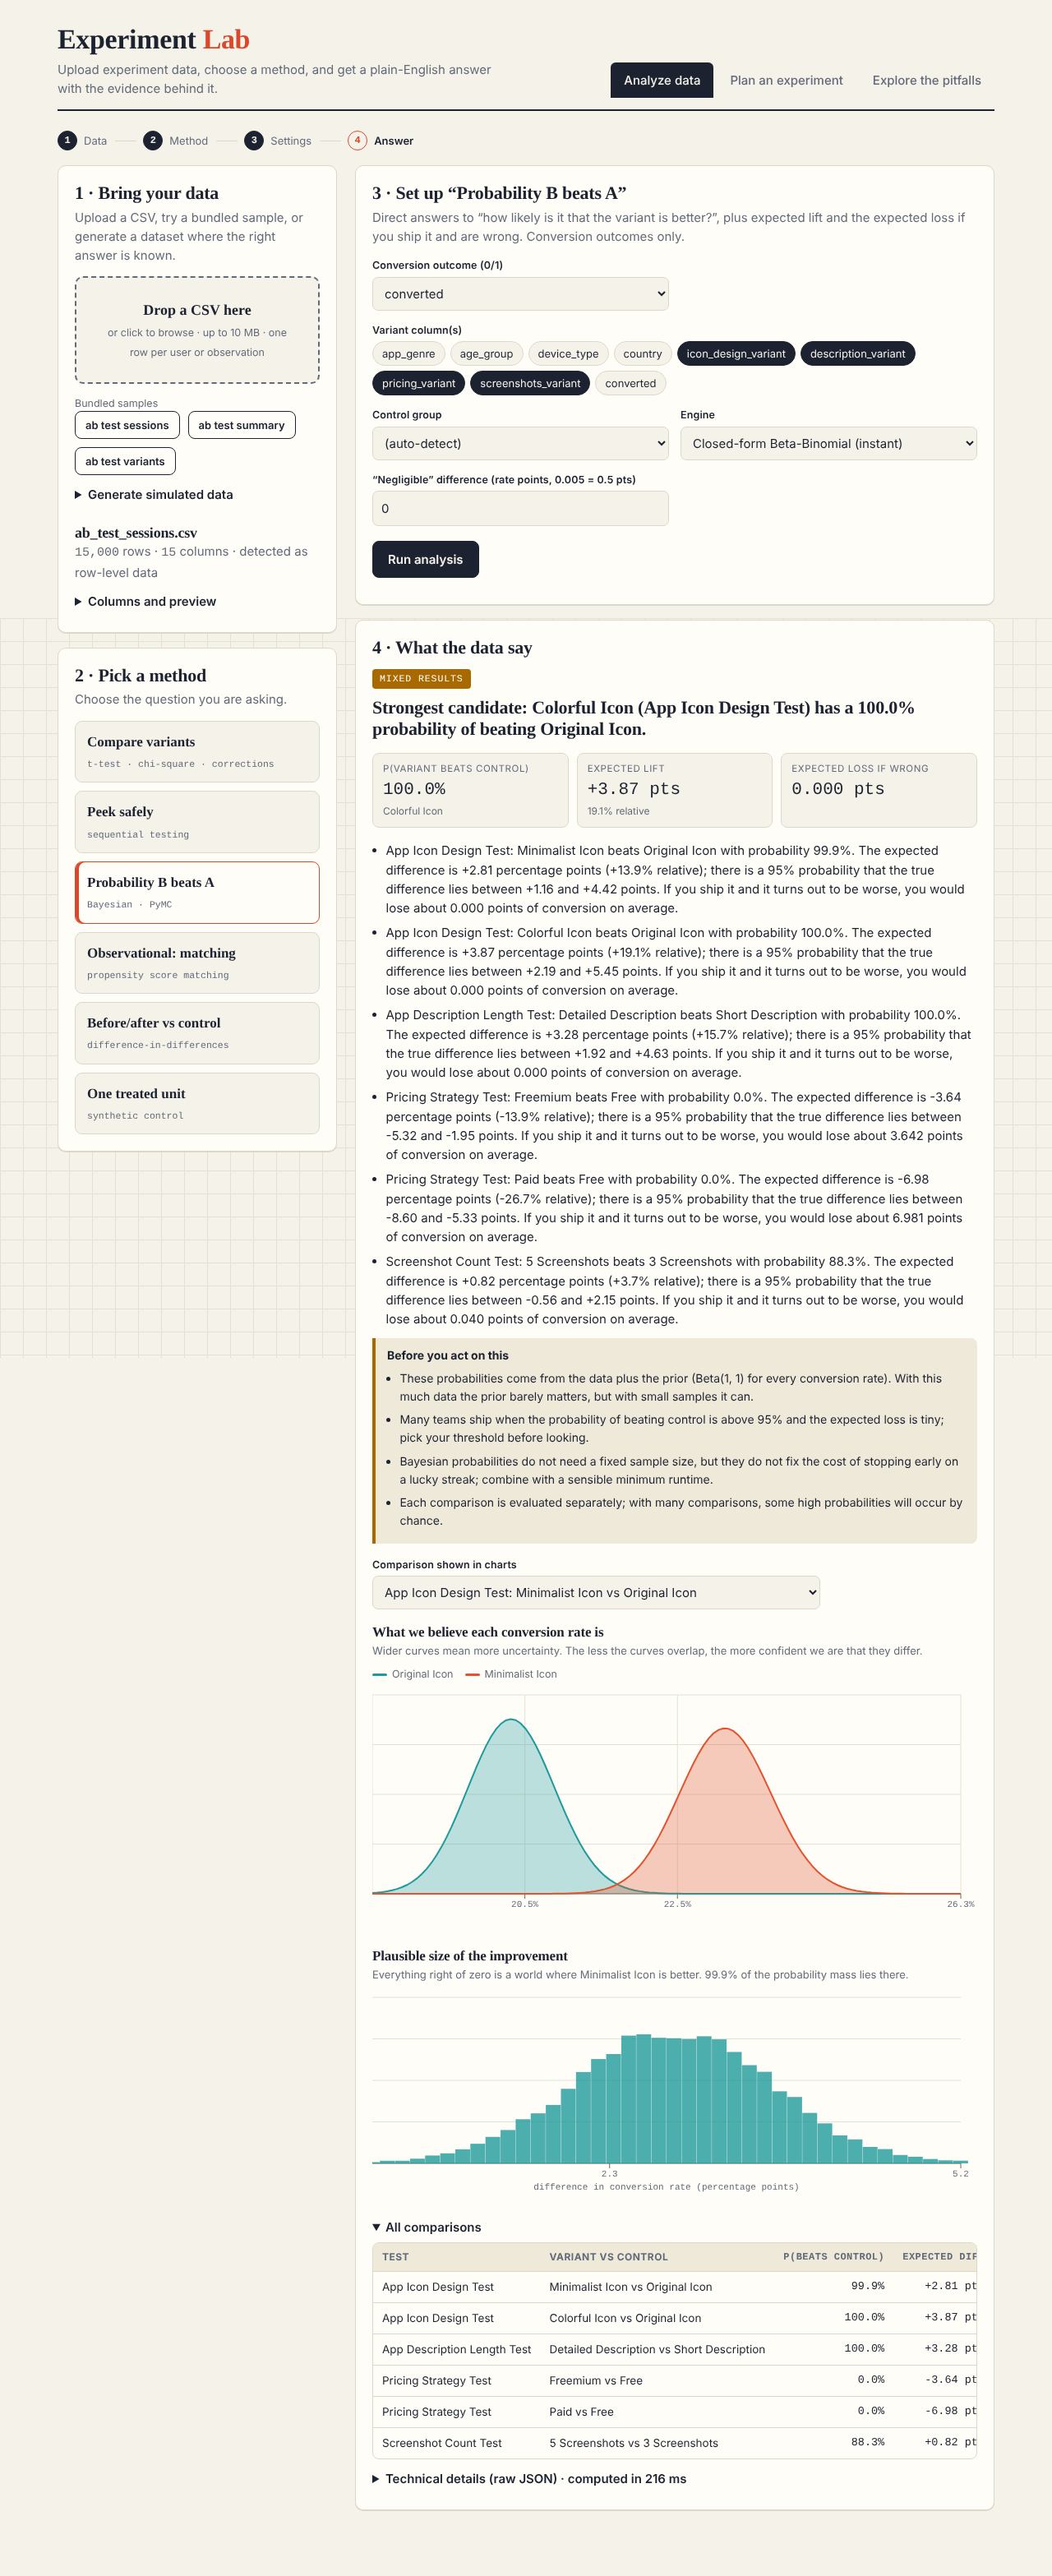 Experiment Lab
Upload experiment data, choose a method, and get a plain-English answer
with the evidence behind it.
Analyze data
Plan an experiment
Explore the pitfalls
1 Data
2 Method
3 Settings
4 Answer
1 · Bring your data
Upload a CSV, try a bundled sample, or
generate a dataset where the right
answer is known.
Drop a CSV here
or click to browse · up to 10 MB · one
row per user or observation
Bundled samples
ab test sessions
ab test summary
ab test variants
Generate simulated data
ab_test_sessions.csv
15,000 rows · 15 columns · detected as
row-level data
Columns and preview
2 · Pick a method
Choose the question you are asking.
Compare variants
t-test · chi-square · corrections
Peek safely
sequential testing
Probability B beats A
Bayesian · PyMC
Observational: matching
propensity score matching
Before/after vs control
difference-in-differences
One treated unit
synthetic control
3 · Set up “Probability B beats A”
Direct answers to “how likely is it that the variant is better?”, plus expected lift and the expected loss if
you ship it and are wrong. Conversion outcomes only.
Conversion outcome (0/1)
converted
Variant column(s)
app_genre age_group device_type country icon_design_variant description_variant
pricing_variant screenshots_variant converted
Control group
(auto-detect)
Engine
Closed-form Beta-Binomial (instant)
“Negligible” difference (rate points, 0.005 = 0.5 pts)
0
Run analysis
4 · What the data say
MIXED RESULTS
Strongest candidate: Colorful Icon (App Icon Design Test) has a 100.0%
probability of beating Original Icon.
P(VARIANT BEATS CONTROL)
100.0%
Colorful Icon
EXPECTED LIFT
+3.87 pts
19.1% relative
EXPECTED LOSS IF WRONG
0.000 pts
• App Icon Design Test: Minimalist Icon beats Original Icon with probability 99.9%. The expected
difference is +2.81 percentage points (+13.9% relative); there is a 95% probability that the true
difference lies between +1.16 and +4.42 points. If you ship it and it turns out to be worse, you would
lose about 0.000 points of conversion on average.
• App Icon Design Test: Colorful Icon beats Original Icon with probability 100.0%. The expected
difference is +3.87 percentage points (+19.1% relative); there is a 95% probability that the true
difference lies between +2.19 and +5.45 points. If you ship it and it turns out to be worse, you would
lose about 0.000 points of conversion on average.
• App Description Length Test: Detailed Description beats Short Description with probability 100.0%.
The expected difference is +3.28 percentage points (+15.7% relative); there is a 95% probability that
the true difference lies between +1.92 and +4.63 points. If you ship it and it turns out to be worse,
you would lose about 0.000 points of conversion on average.
• Pricing Strategy Test: Freemium beats Free with probability 0.0%. The expected difference is -3.64
percentage points (-13.9% relative); there is a 95% probability that the true difference lies between
-5.32 and -1.95 points. If you ship it and it turns out to be worse, you would lose about 3.642 points
of conversion on average.
• Pricing Strategy Test: Paid beats Free with probability 0.0%. The expected difference is -6.98
percentage points (-26.7% relative); there is a 95% probability that the true difference lies between
-8.60 and -5.33 points. If you ship it and it turns out to be worse, you would lose about 6.981 points
of conversion on average.
• Screenshot Count Test: 5 Screenshots beats 3 Screenshots with probability 88.3%. The expected
difference is +0.82 percentage points (+3.7% relative); there is a 95% probability that the true
difference lies between -0.56 and +2.15 points. If you ship it and it turns out to be worse, you would
lose about 0.040 points of conversion on average.
Before you act on this
• These probabilities come from the data plus the prior (Beta(1, 1) for every conversion rate). With this
much data the prior barely matters, but with small samples it can.
• Many teams ship when the probability of beating control is above 95% and the expected loss is tiny;
pick your threshold before looking.
• Bayesian probabilities do not need a fixed sample size, but they do not fix the cost of stopping early on
a lucky streak; combine with a sensible minimum runtime.
• Each comparison is evaluated separately; with many comparisons, some high probabilities will occur by
chance.
Comparison shown in charts
App Icon Design Test: Minimalist Icon vs Original Icon
What we believe each conversion rate is
Wider curves mean more uncertainty. The less the curves overlap, the more confident we are that they differ.
Original Icon Minimalist Icon
20.5% 22.5% 26.3%
Plausible size of the improvement
Everything right of zero is a world where Minimalist Icon is better. 99.9% of the probability mass lies there.
2.3 5.2
difference in conversion rate (percentage points)
All comparisons
TEST VARIANT VS CONTROL P(BEATS CONTROL) EXPECTED DIF
App Icon Design Test Minimalist Icon vs Original Icon 99.9% +2.81 pt
App Icon Design Test Colorful Icon vs Original Icon 100.0% +3.87 pt
App Description Length Test Detailed Description vs Short Description 100.0% +3.28 pt
Pricing Strategy Test Freemium vs Free 0.0% -3.64 pt
Pricing Strategy Test Paid vs Free 0.0% -6.98 pt
Screenshot Count Test 5 Screenshots vs 3 Screenshots 88.3% +0.82 pt
Technical details (raw JSON) · computed in 216 ms